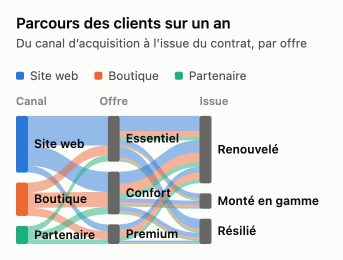 Parcours des clients sur un an
Du canal d’acquisition à l’issue du contrat, par offre
Site web Boutique Partenaire
Canal Offre Issue
Site web Essentiel Renouvelé
Boutique Confort Monté en gamme
Partenaire Premium Résilié